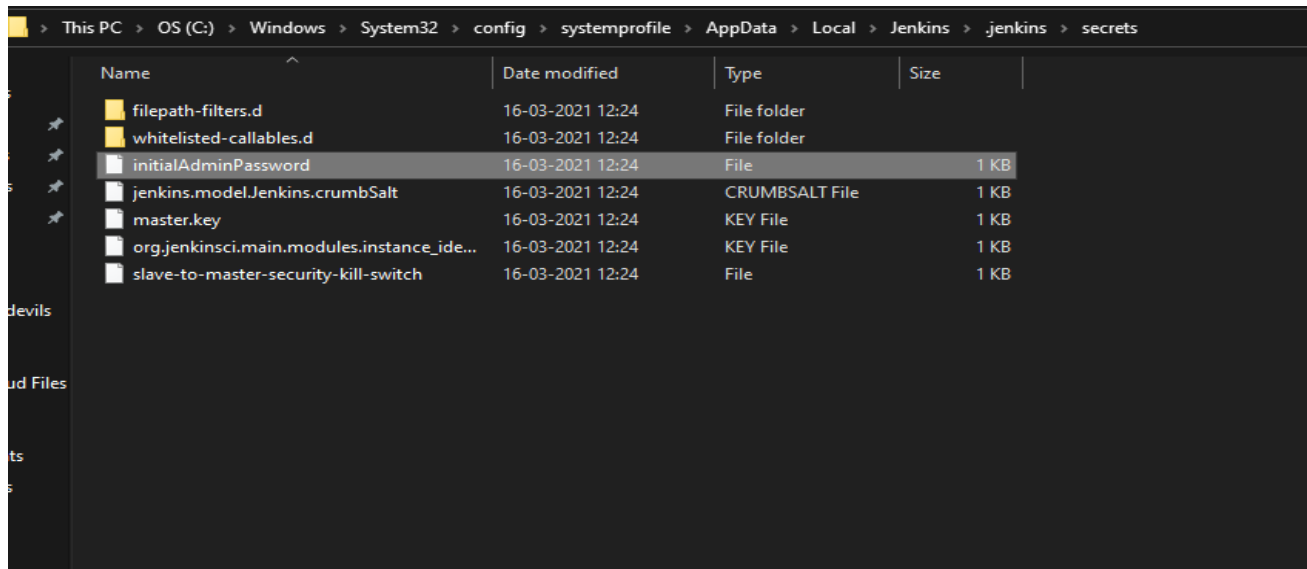 This PC > OS (C:) > Windows > System32 > config > systemprofile > AppData > Local > Jenkins > .jenkins > secrets
Name Date modified Type Size
filepath-filters.d 16-03-2021 12:24 File folder
whitelisted-callables.d 16-03-2021 12:24 File folder
initialAdminPassword 16-03-2021 12:24 File 1 KB
jenkins.model.Jenkins.crumbSalt 16-03-2021 12:24 CRUMBSALT File 1 KB
master.key 16-03-2021 12:24 KEY File 1 KB
org.jenkinsci.main.modules.instance_ide... 16-03-2021 12:24 KEY File 1 KB
slave-to-master-security-kill-switch 16-03-2021 12:24 File 1 KB
devils
ud Files
ts
s